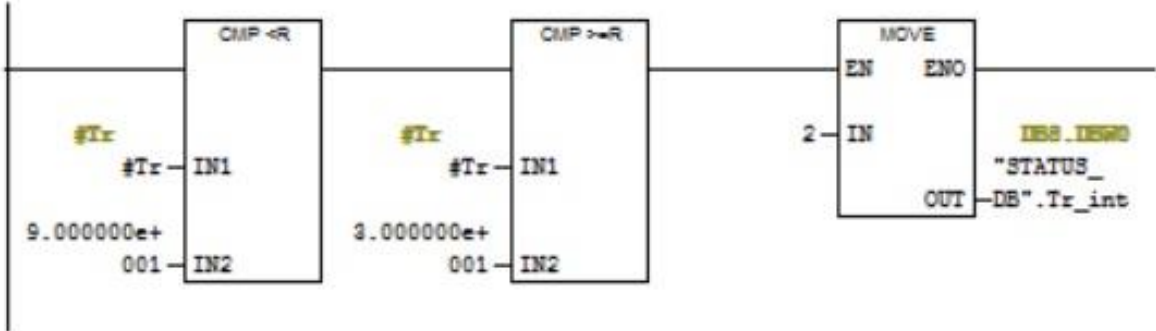 CMP <R
#Tr
#Tr
IN1
9.000000e+
001
IN2
CMP >=R
#Tr
#Tr
IN1
3.000000e+
001
IN2
MOVE
EN ENO
2
IN
DB8.DBW0
"STATUS_
OUT
DB".Tr_int